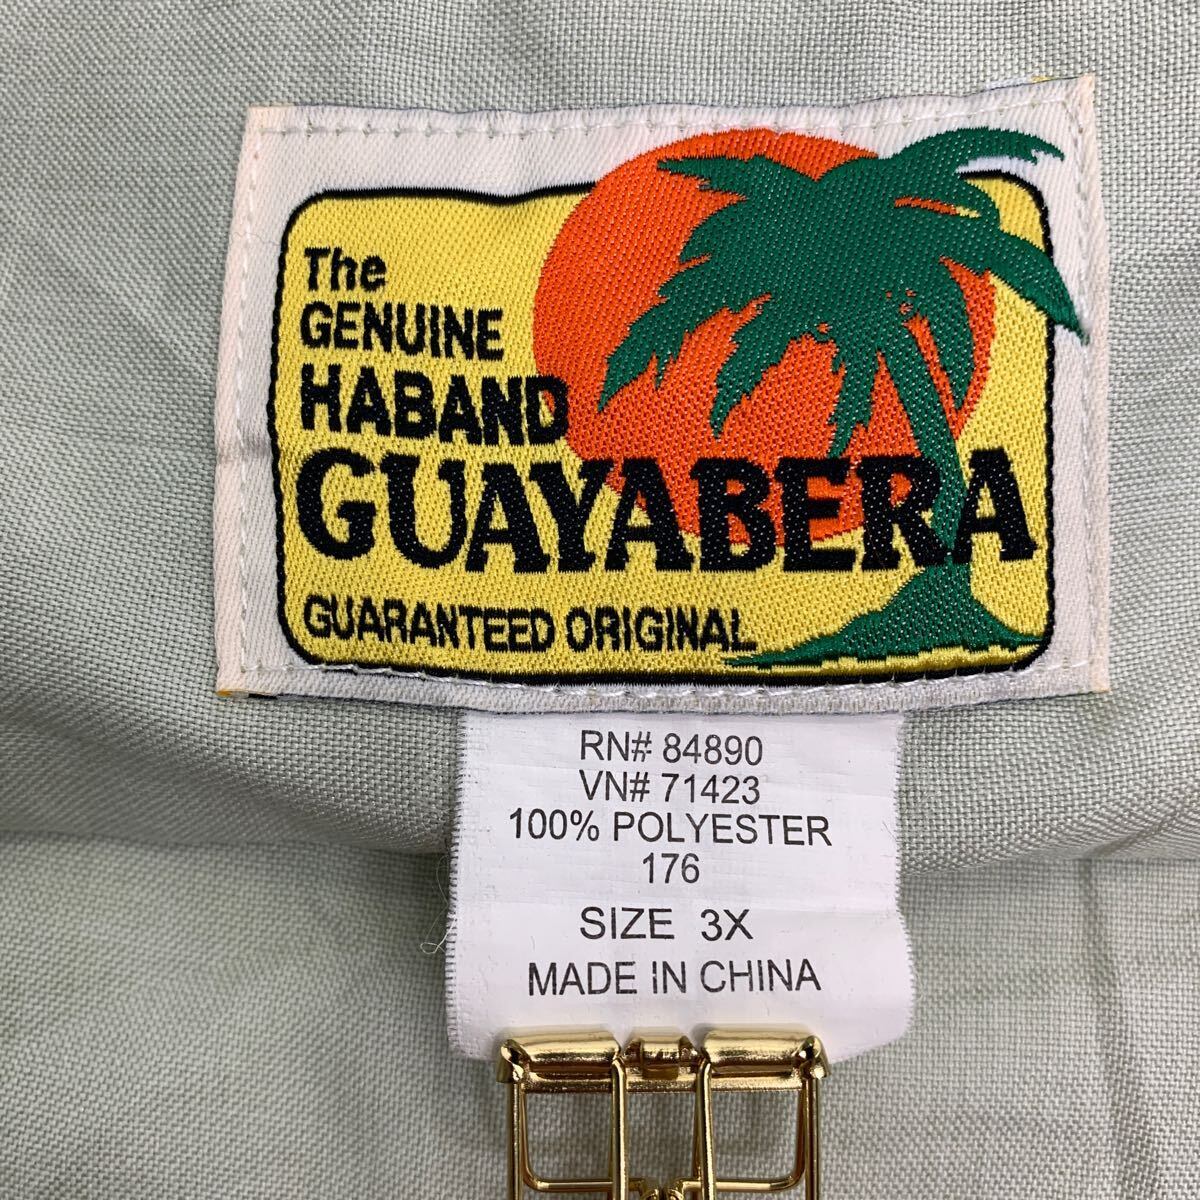 The
GENUINE
HABAND
GUAYABERA
GUARANTEED ORIGINAL
RN# 84890
VN# 71423
100% POLYESTER
176
SIZE 3X
MADE IN CHINA